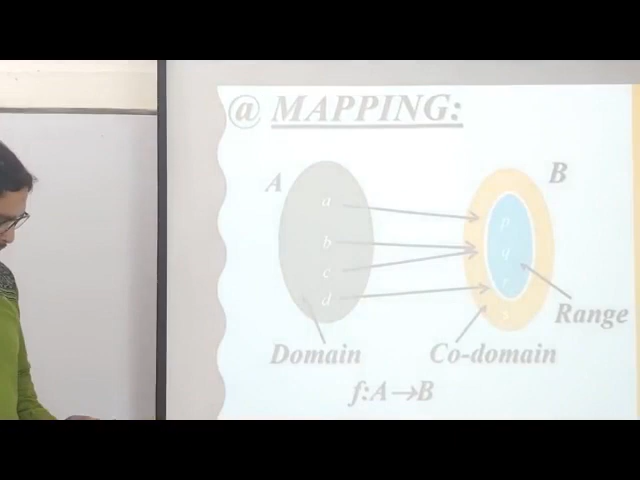 @ MAPPING:
A B
a
p
b
q
c
d
r
s
Range
Domain Co-domain
f:A→B